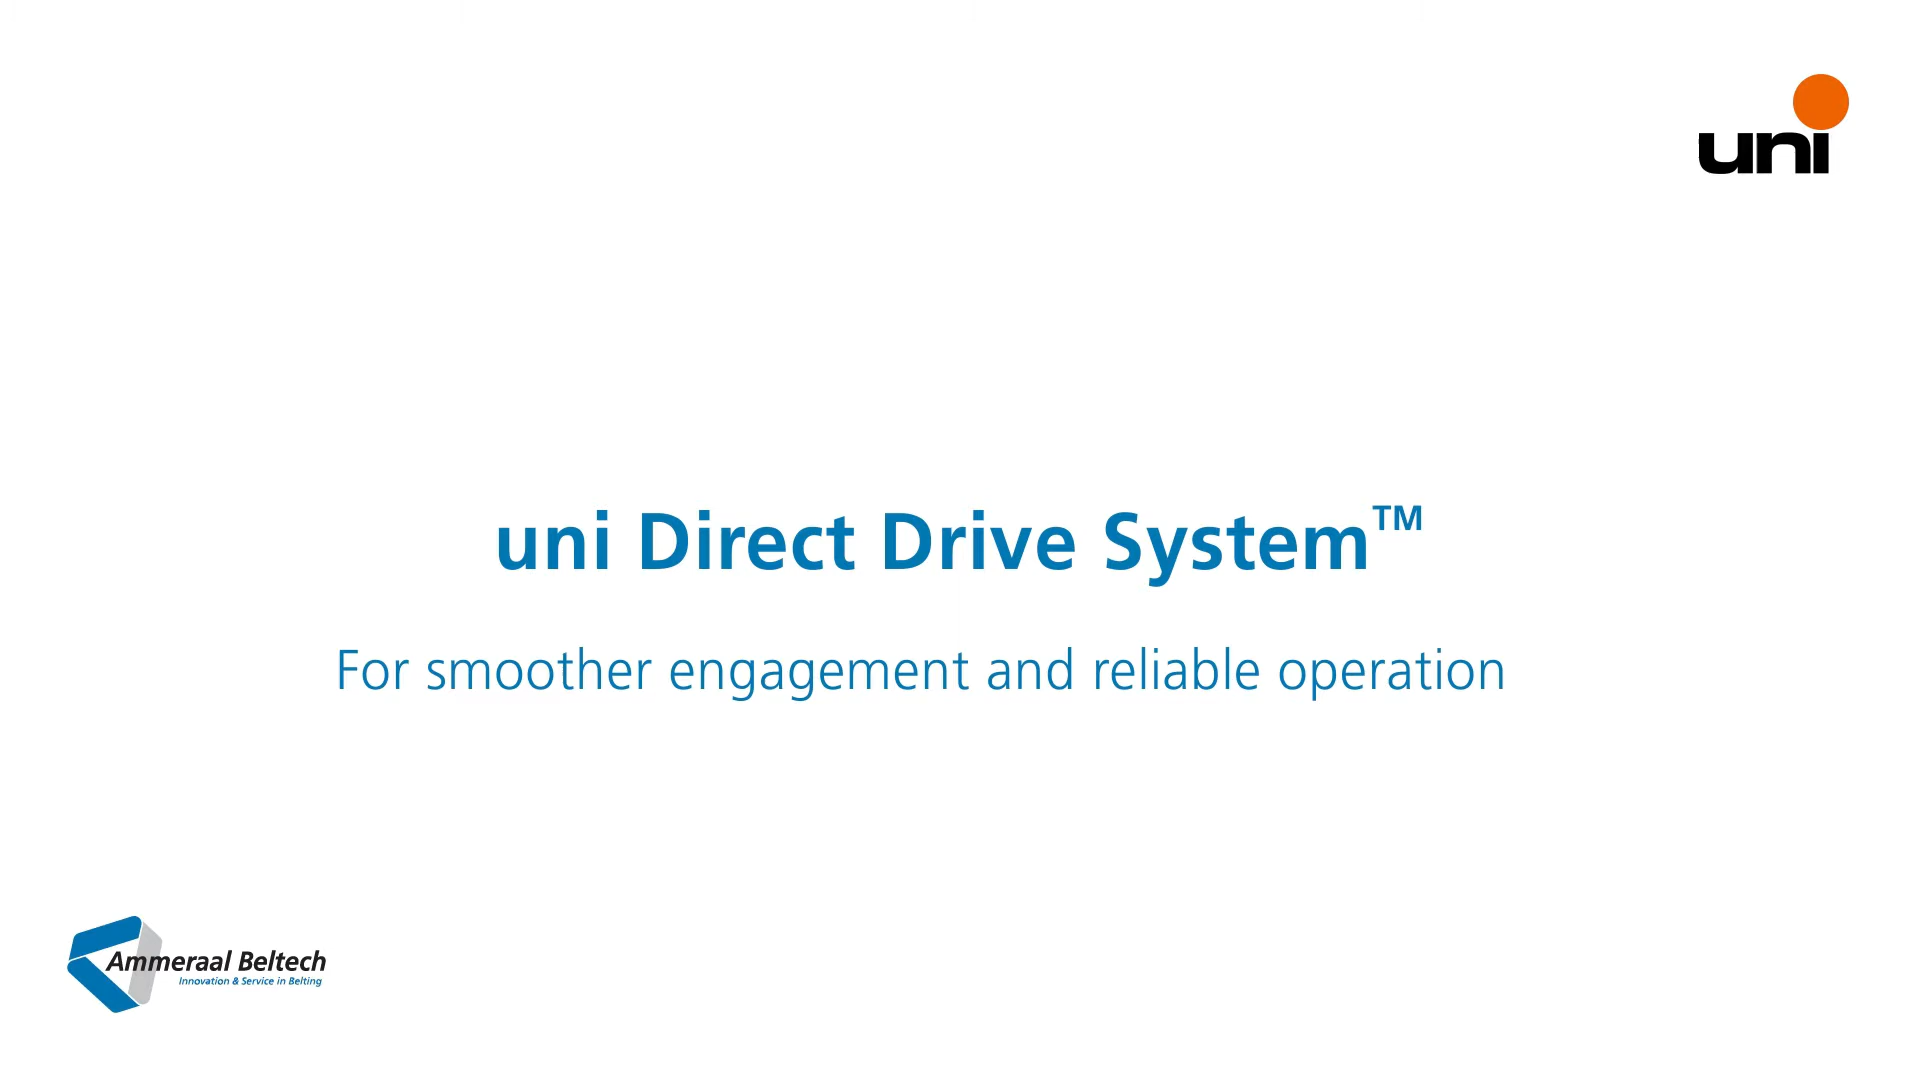 uni
uni Direct Drive System™
For smoother engagement and reliable operation
Ammeraal Beltech
Innovation & Service in Belting